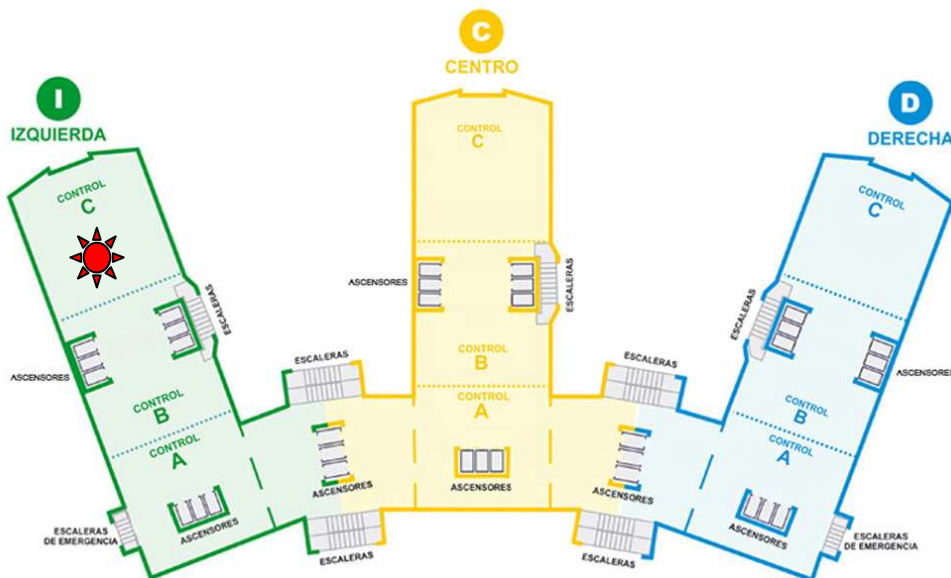 C
CENTRO
I
IZQUIERDA
D
DERECHA
CONTROL
C
CONTROL
C
CONTROL
C
ASCENSORES
ESCALERAS
ESCALERAS
ESCALERAS
ASCENSORES
ASCENSORES
ESCALERAS
ESCALERAS
CONTROL
B
CONTROL
B
CONTROL
B
CONTROL
A
CONTROL
A
CONTROL
A
ASCENSORES
ASCENSORES
ASCENSORES
ASCENSORES
ASCENSORES
ESCALERAS
DE EMERGENCIA
ESCALERAS
DE EMERGENCIA
ESCALERAS
ESCALERAS